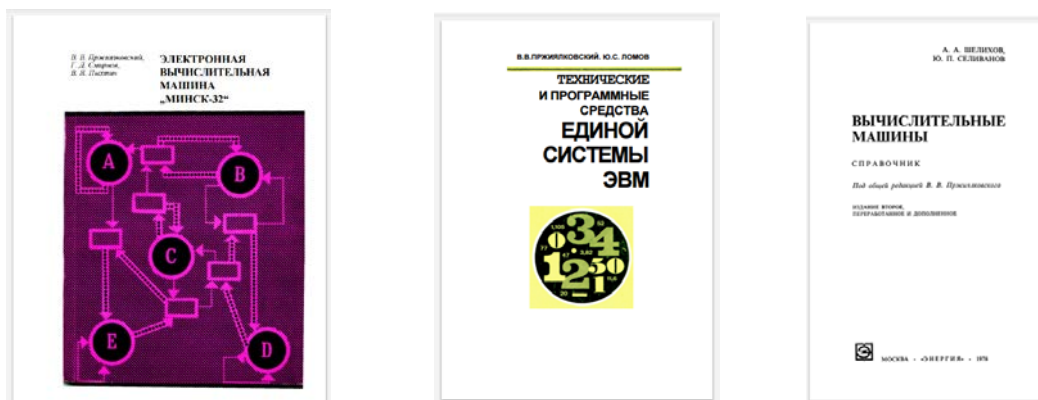 В. В. Пржиялковский,
Г. Д. Смирнов,
В. Я. Пыхтин
ЭЛЕКТРОННАЯ
ВЫЧИСЛИТЕЛЬНАЯ
МАШИНА
„МИНСК-32“
A
B
C
E
D
В.В.ПРЖИЯЛКОВСКИЙ. Ю.С. ЛОМОВ
ТЕХНИЧЕСКИЕ
И ПРОГРАММНЫЕ
СРЕДСТВА
ЕДИНОЙ
СИСТЕМЫ
ЭВМ
А. А. ШЕЛИХОВ,
Ю. П. СЕЛИВАНОВ
ВЫЧИСЛИТЕЛЬНЫЕ
МАШИНЫ
СПРАВОЧНИК
Под общей редакцией В. В. Пржиялковского
ИЗДАНИЕ ВТОРОЕ,
ПЕРЕРАБОТАННОЕ И ДОПОЛНЕННОЕ
МОСКВА · «ЭНЕРГИЯ» · 1978